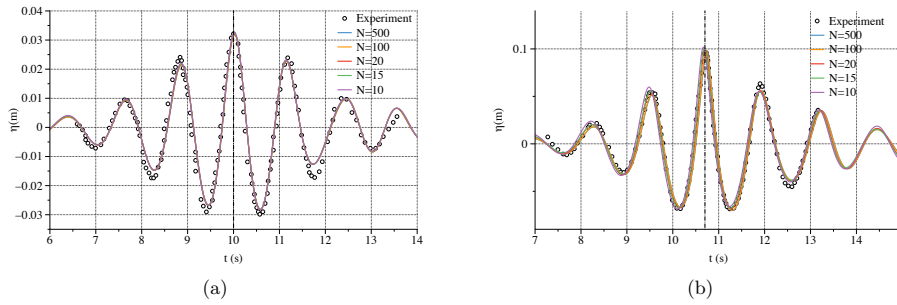 0.04
0.03
0.02
0.01
0
−0.01
−0.02
−0.03
η(m)
6 7 8 9 10 11 12 13 14
t (s)
Experiment
N=500
N=100
N=20
N=15
N=10
(a)
0.1
0
η(m)
7 8 9 10 11 12 13 14
t (s)
Experiment
N=500
N=100
N=20
N=15
N=10
(b)